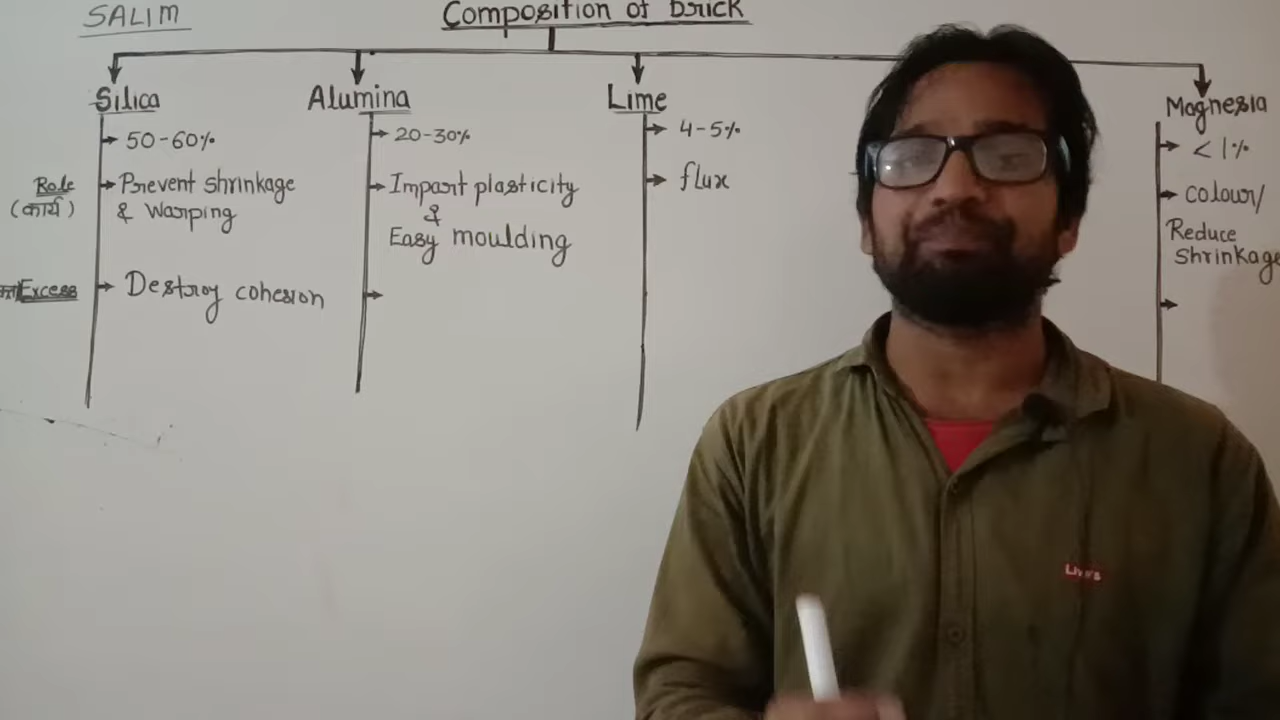 SALIM
Composition of brick
Silica
Alumina
Lime
Magnesia
50-60%
20-30%
4-5%
< 1%
Role
(कार्य)
Prevent shrinkage
& Warping
Impart plasticity
&
Easy moulding
flux
colour/
Reduce
Shrinkage
Excess
Destroy cohesion